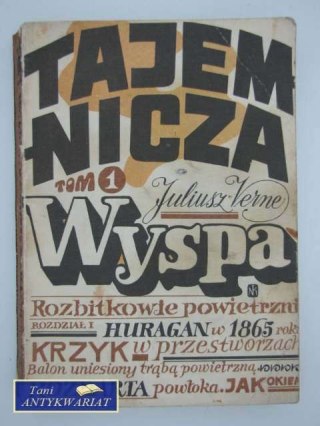 TAJEM
NICZA
TOM 1
Juliusz Verne
Wyspa
Rozbitkowie powietrzni
ROZDZIAŁ I HURAGAN w 1865 roku
KRZYK w przestworzach
Balon uniesiony trąbą powietrzną
powłoka. JAK OKIEM
Tani
ANTYKWARIAT